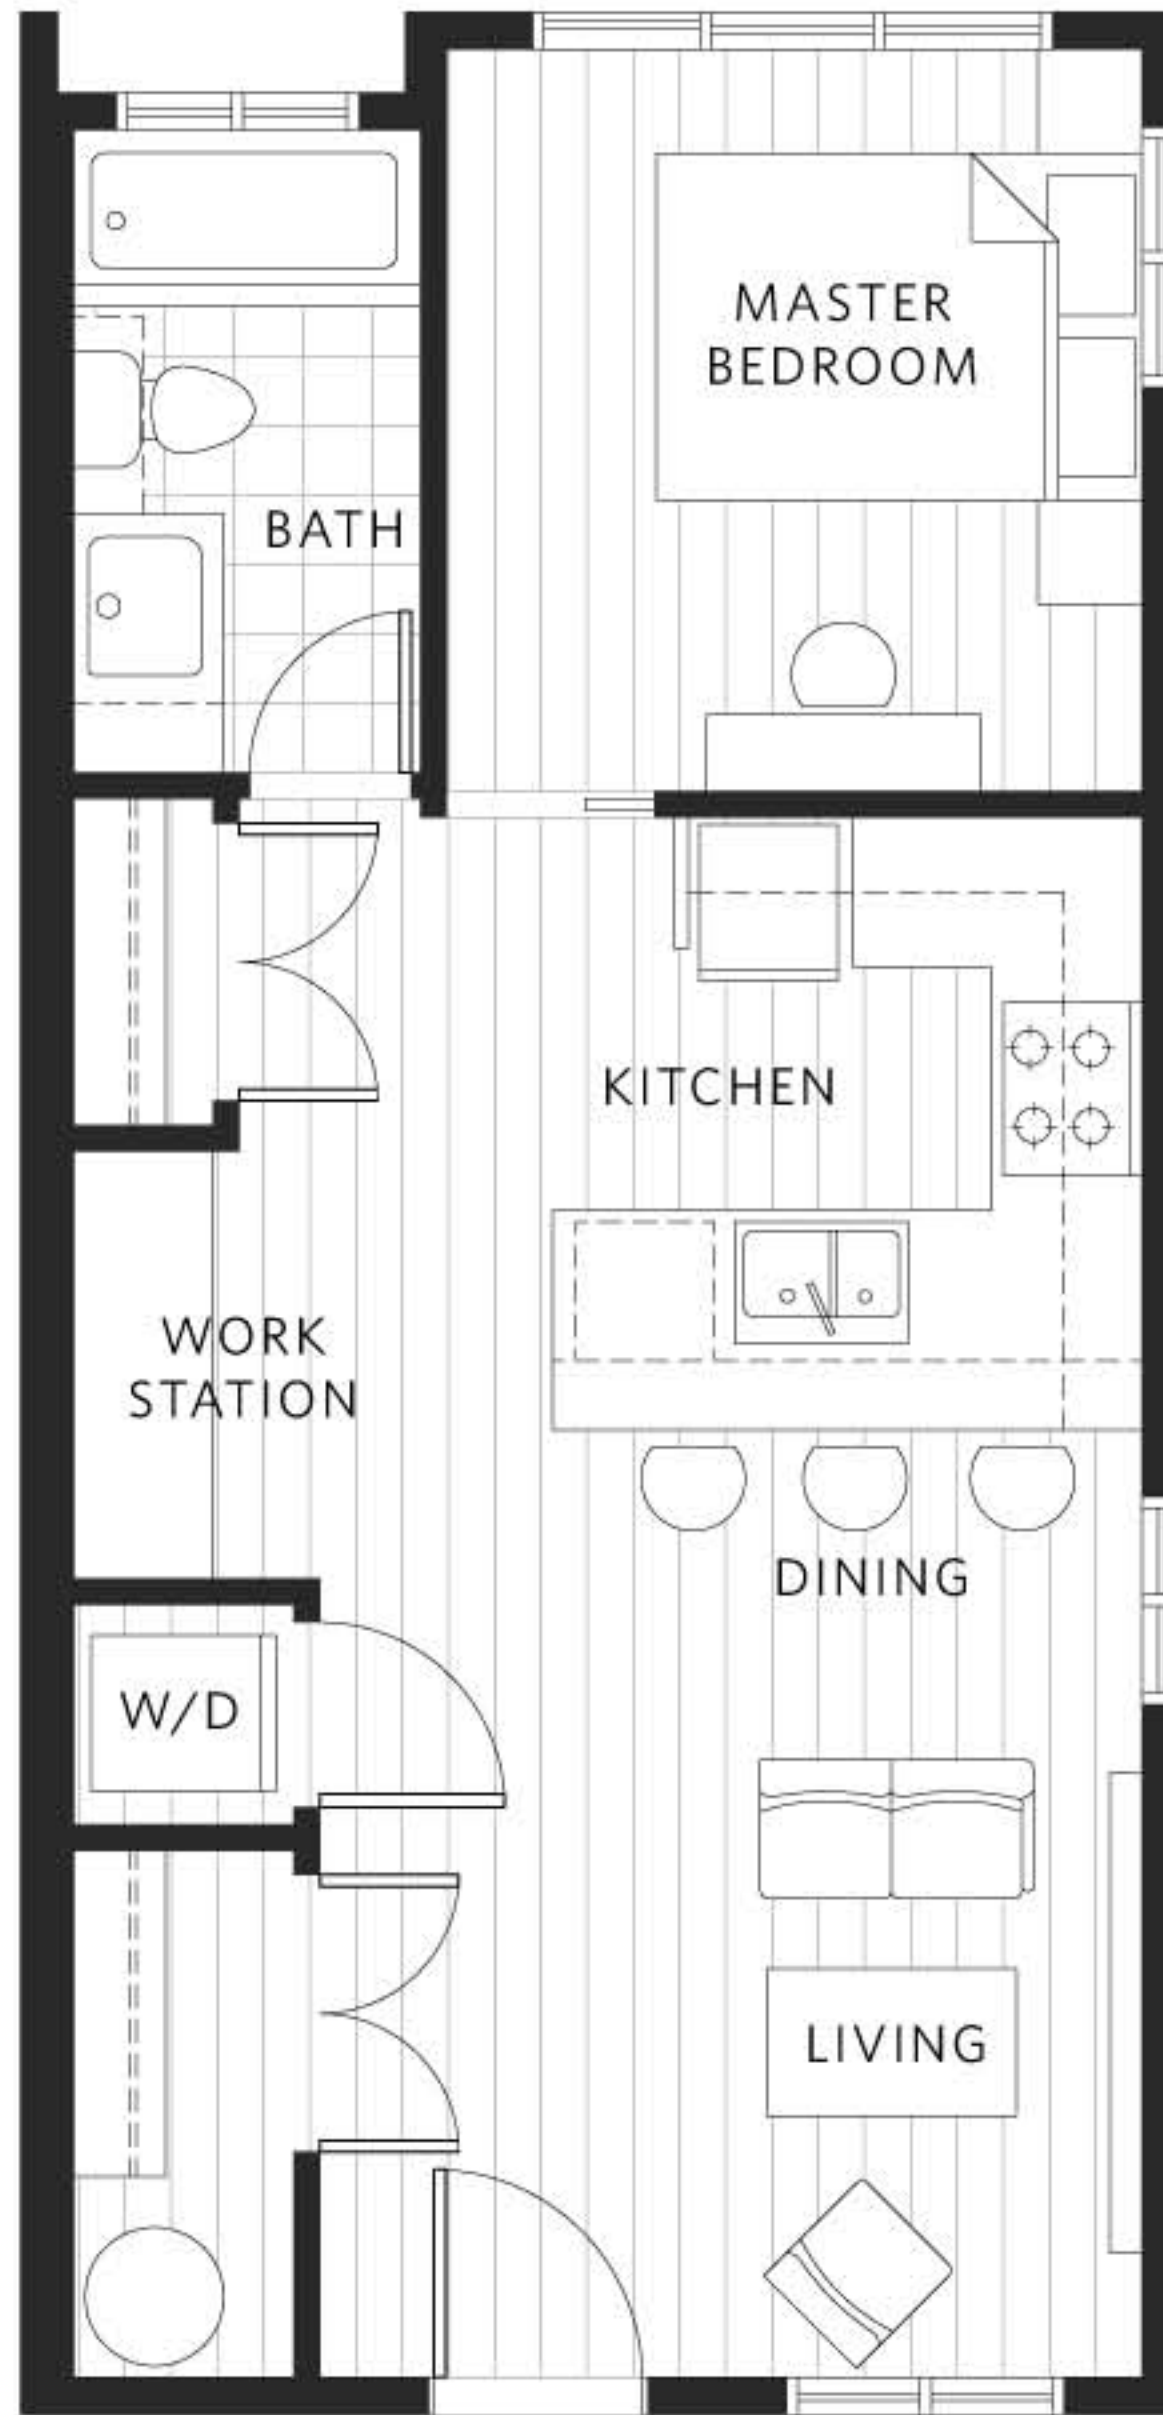 MASTER
BEDROOM
BATH
KITCHEN
WORK
STATION
DINING
W/D
LIVING